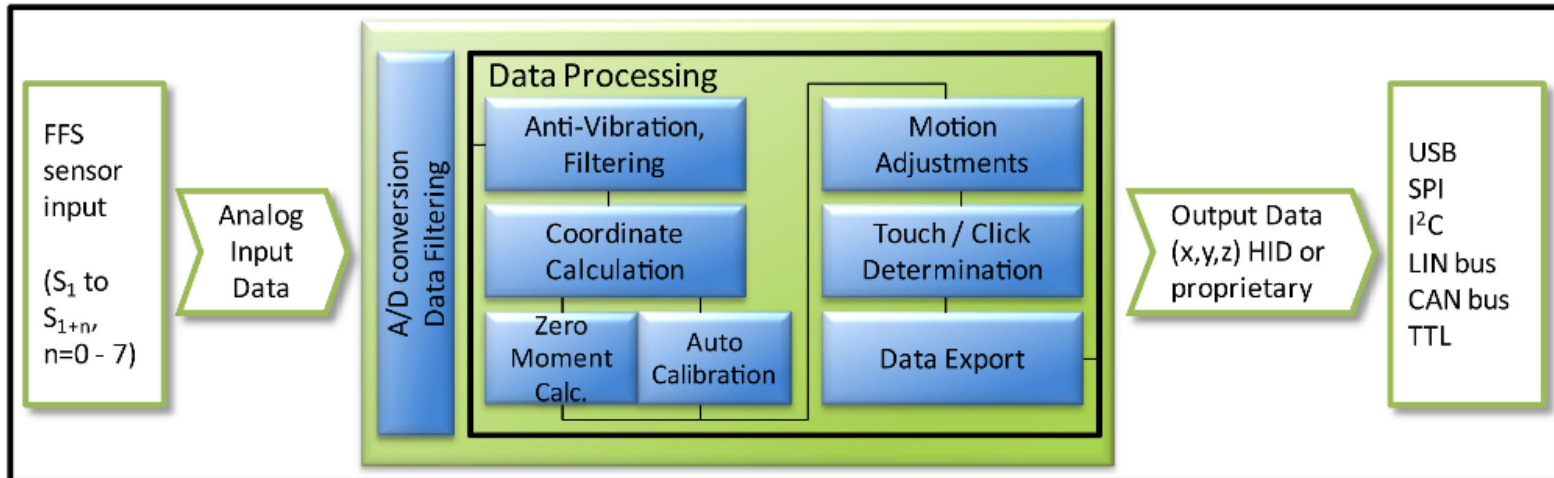 FFS
sensor
input
(S₁ to
S₁₊ₙ,
n=0 - 7)
Analog
Input
Data
A/D conversion
Data Filtering
Data Processing
Anti-Vibration,
Filtering
Coordinate
Calculation
Zero
Moment
Calc.
Auto
Calibration
Motion
Adjustments
Touch / Click
Determination
Data Export
Output Data
(x,y,z) HID or
proprietary
USB
SPI
I²C
LIN bus
CAN bus
TTL